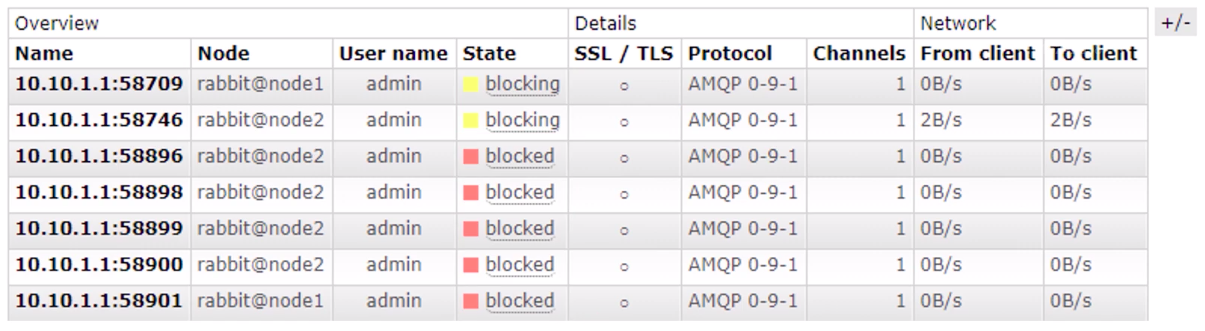 Overview Details Network +/-
Name Node User name State SSL / TLS Protocol Channels From client To client
10.10.1.1:58709 rabbit@node1 admin blocking ○ AMQP 0-9-1 1 0B/s 0B/s
10.10.1.1:58746 rabbit@node2 admin blocking ○ AMQP 0-9-1 1 2B/s 2B/s
10.10.1.1:58896 rabbit@node2 admin blocked ○ AMQP 0-9-1 1 0B/s 0B/s
10.10.1.1:58898 rabbit@node2 admin blocked ○ AMQP 0-9-1 1 0B/s 0B/s
10.10.1.1:58899 rabbit@node2 admin blocked ○ AMQP 0-9-1 1 0B/s 0B/s
10.10.1.1:58900 rabbit@node2 admin blocked ○ AMQP 0-9-1 1 0B/s 0B/s
10.10.1.1:58901 rabbit@node1 admin blocked ○ AMQP 0-9-1 1 0B/s 0B/s